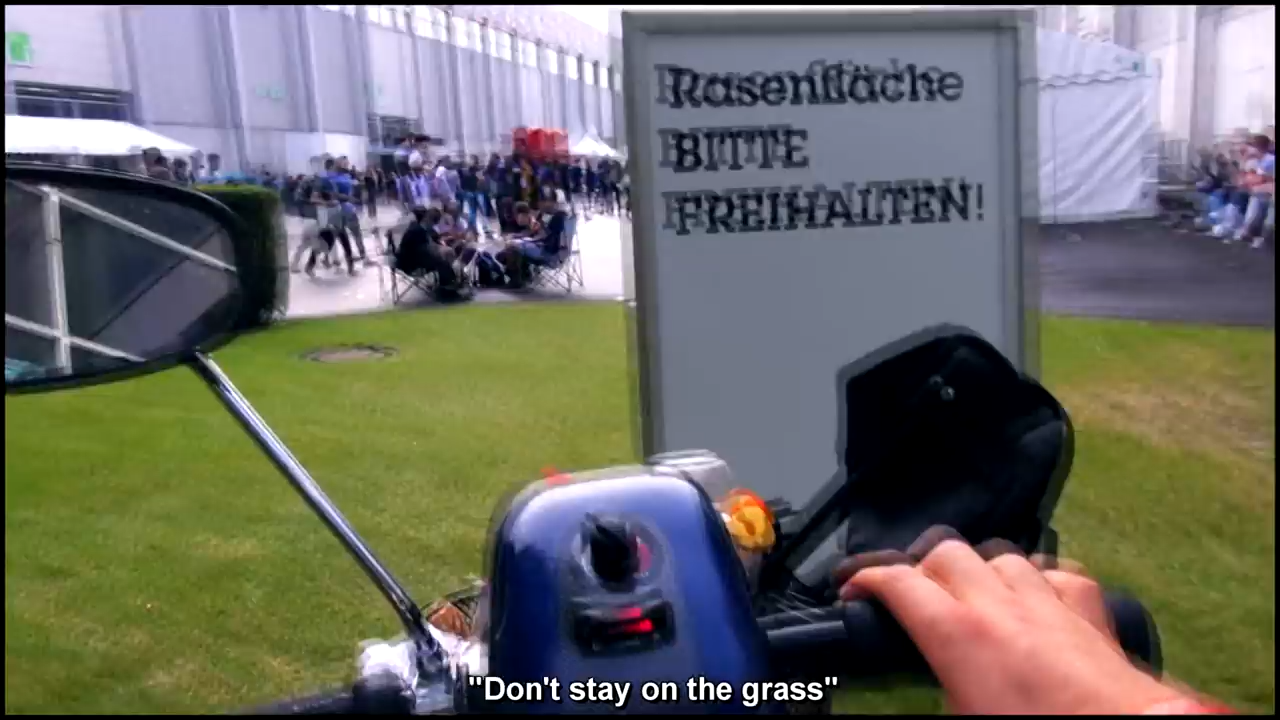 Rasenfläche
BITTE
FREIHALTEN!
"Don't stay on the grass"